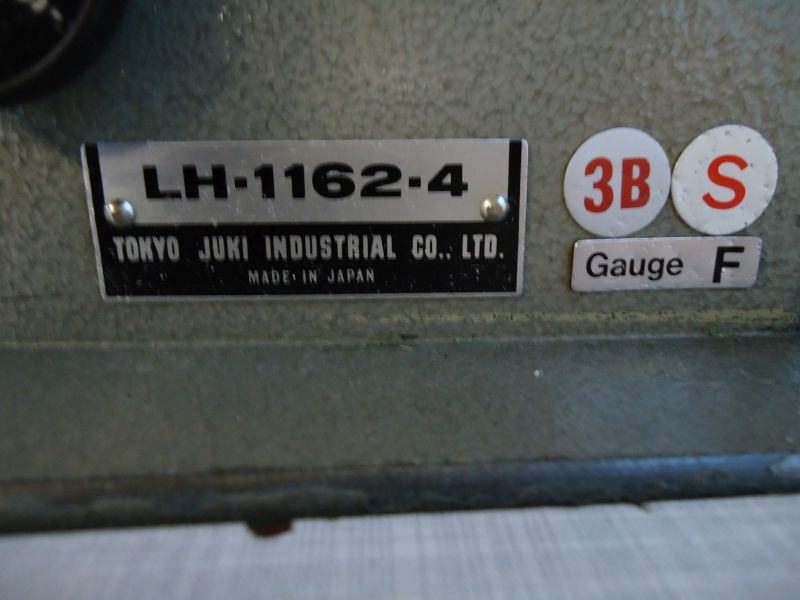 LH-1162-4
TOKYO JUKI INDUSTRIAL CO., LTD.
MADE IN JAPAN
3B
S
Gauge F